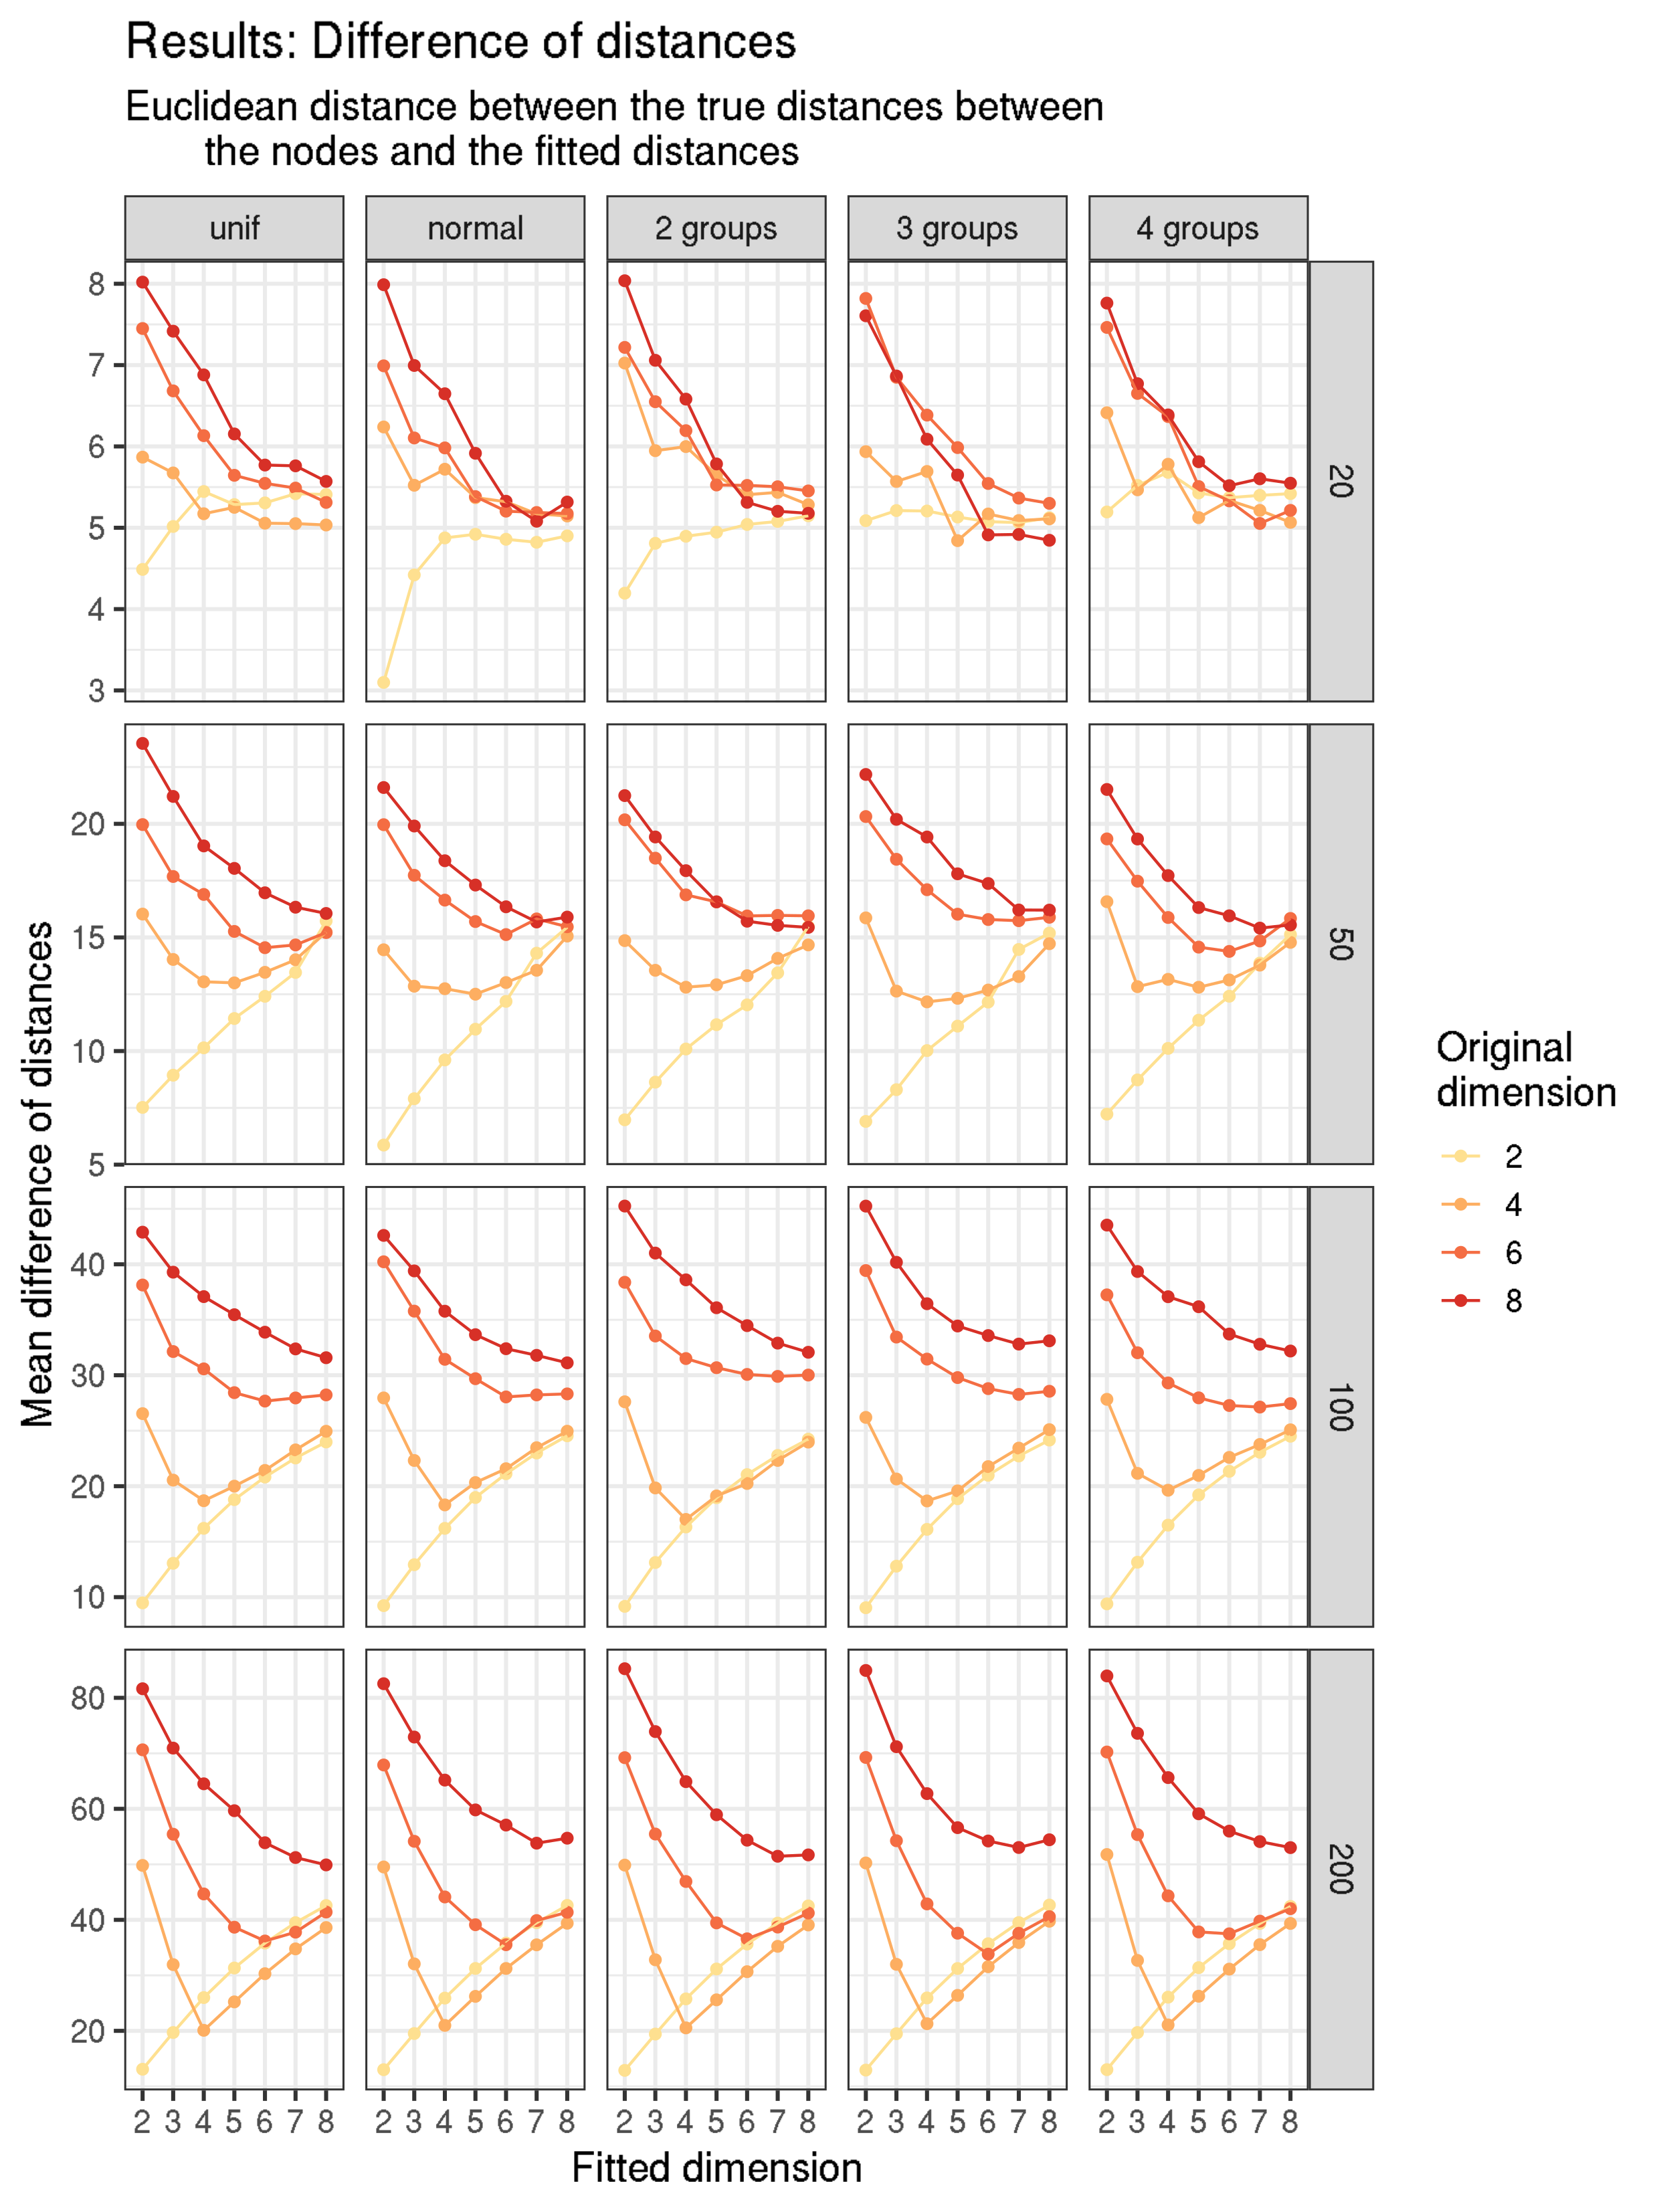 Results: Difference of distances
Euclidean distance between the true distances between
the nodes and the fitted distances
unif normal 2 groups 3 groups 4 groups
8
7
6
5
4
3
20
20
15
10
5
50
40
30
20
10
100
80
60
40
20
200
Mean difference of distances
2 3 4 5 6 7 8 2 3 4 5 6 7 8 2 3 4 5 6 7 8 2 3 4 5 6 7 8 2 3 4 5 6 7 8
Fitted dimension
Original
dimension
2
4
6
8